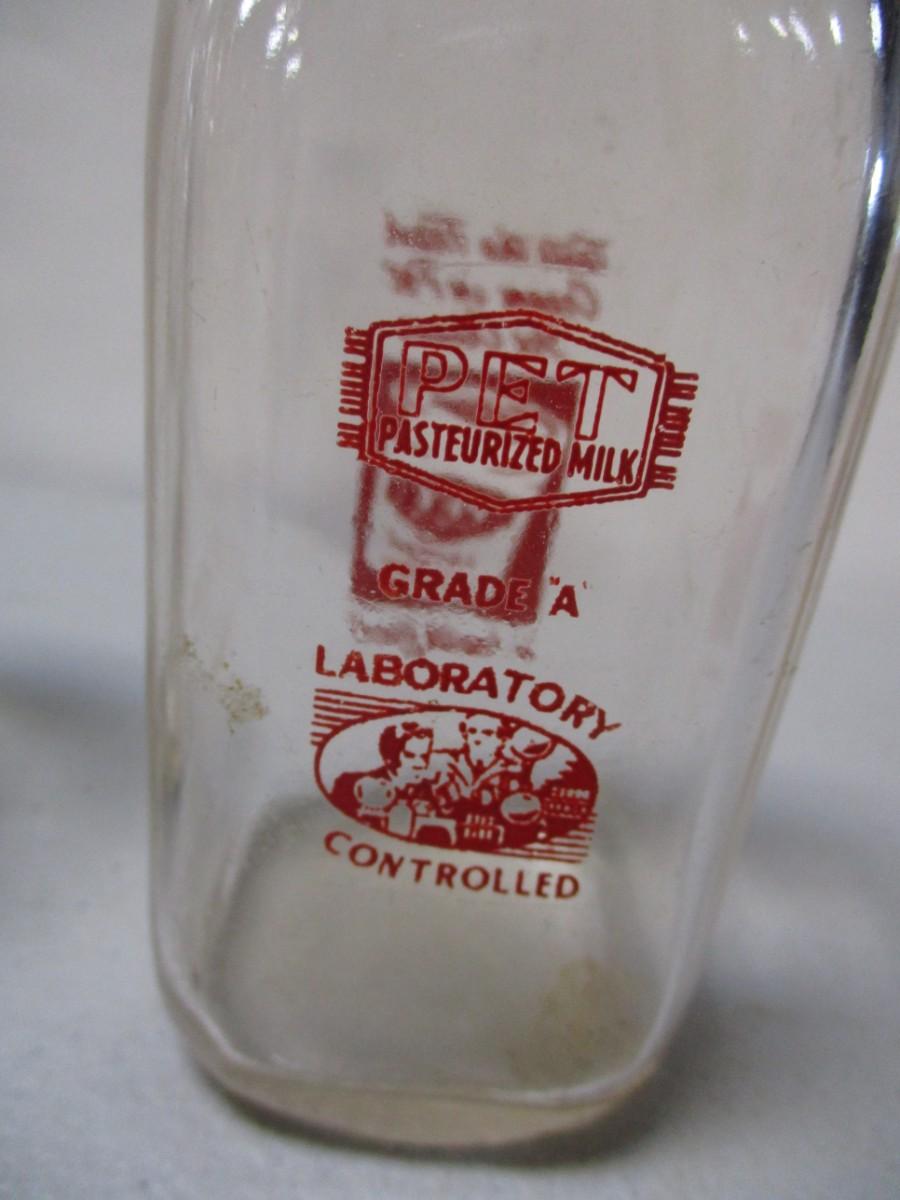 PET
PASTEURIZED MILK
GRADE "A"
LABORATORY
CONTROLLED